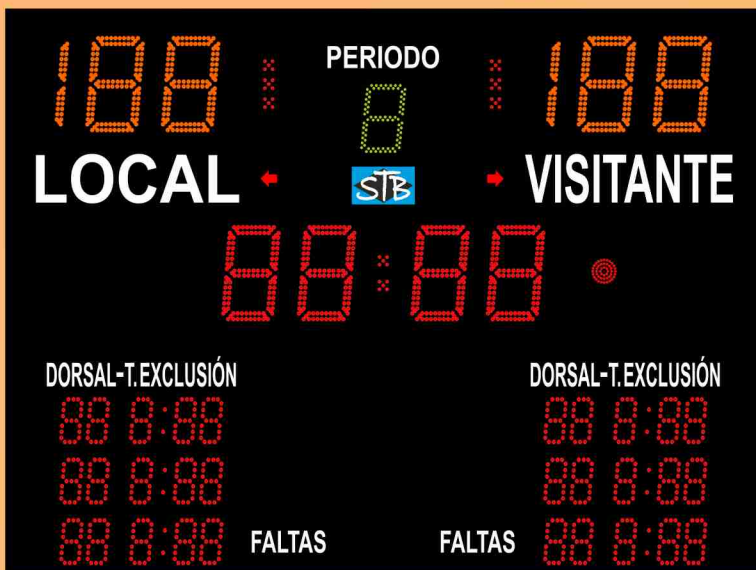 188 PERIODO 188
8
LOCAL STB VISITANTE
88:88
DORSAL-T.EXCLUSIÓN DORSAL-T.EXCLUSIÓN
88 8:88 88 8:88
88 8:88 88 8:88
88 8:88 FALTAS FALTAS 88 8:88